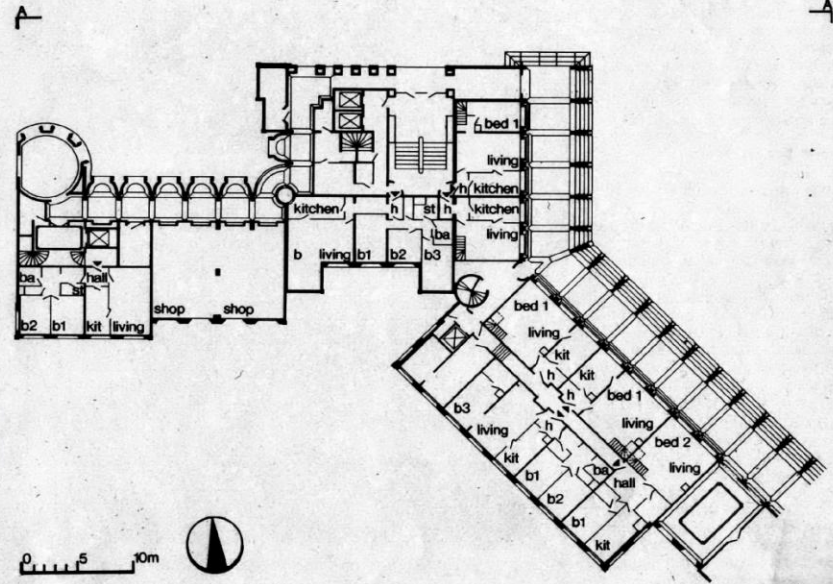 A A
bed 1
living
h kitchen
kitchen h st h kitchen
ba living
b living b1 b2 b3
ba hall
st
shop shop
b2 b1 kit living
bed 1
living
kit
kit
h
h bed 1
b3
living
living h bed 2
kit living
b1 ba hall
b2
b1
kit
0 5 10m